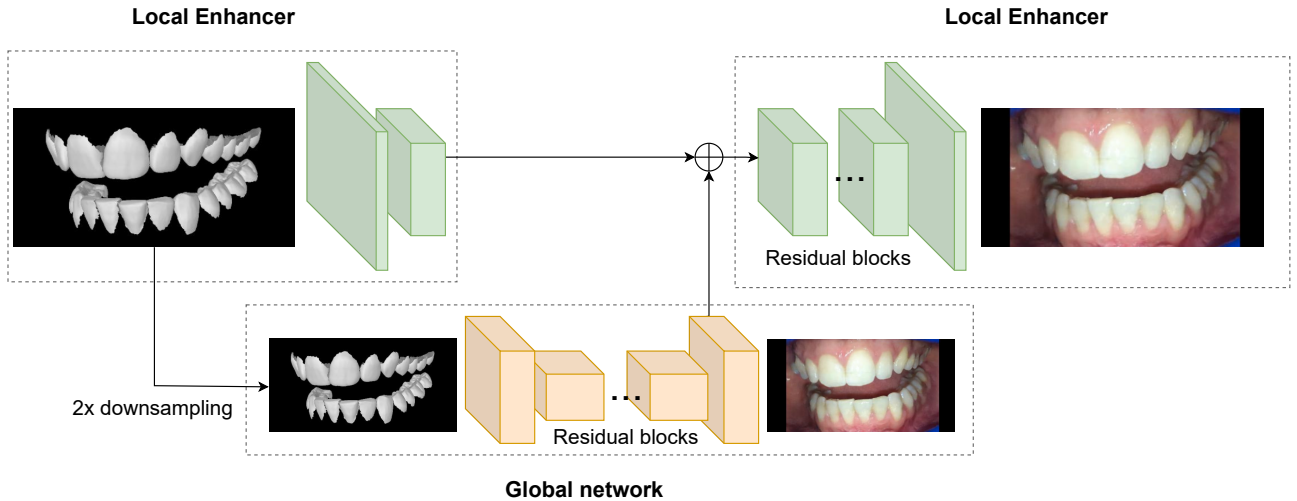 Local Enhancer
Local Enhancer
...
Residual blocks
2x downsampling
...
Residual blocks
Global network